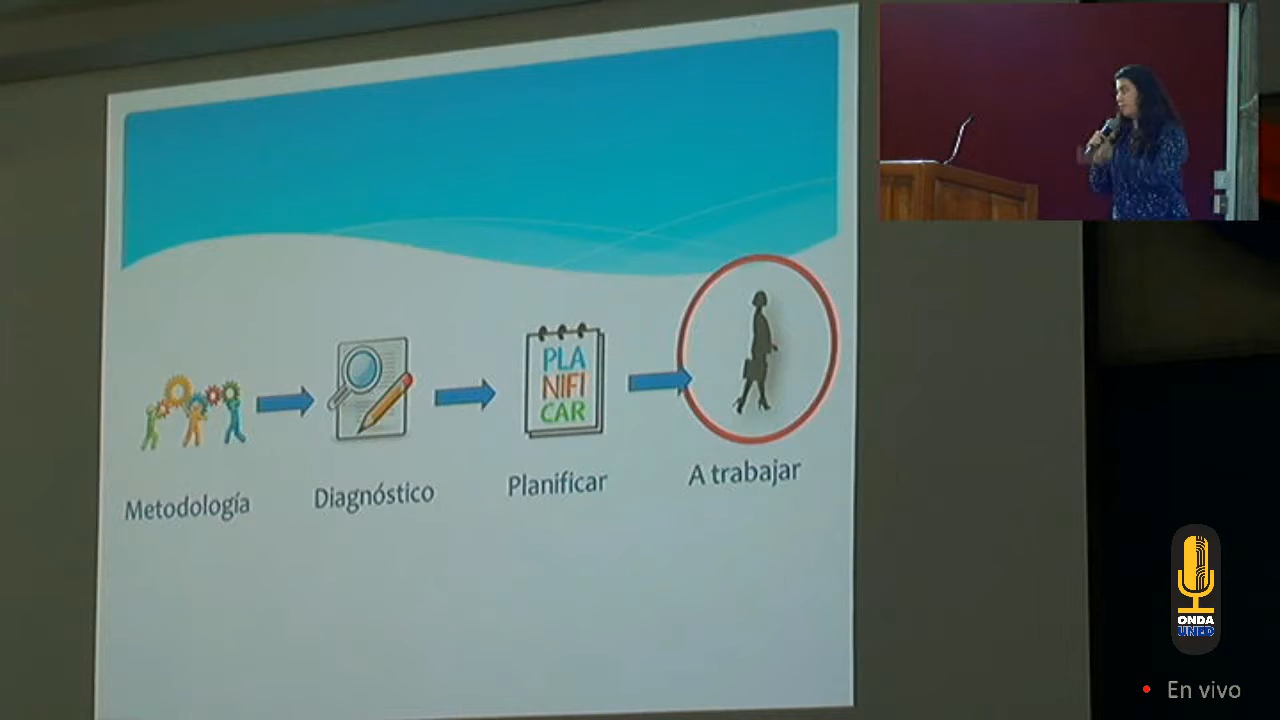 PLA
NIFI
CAR
Metodología
Diagnóstico
Planificar
A trabajar
ONDA
UNED
En vivo